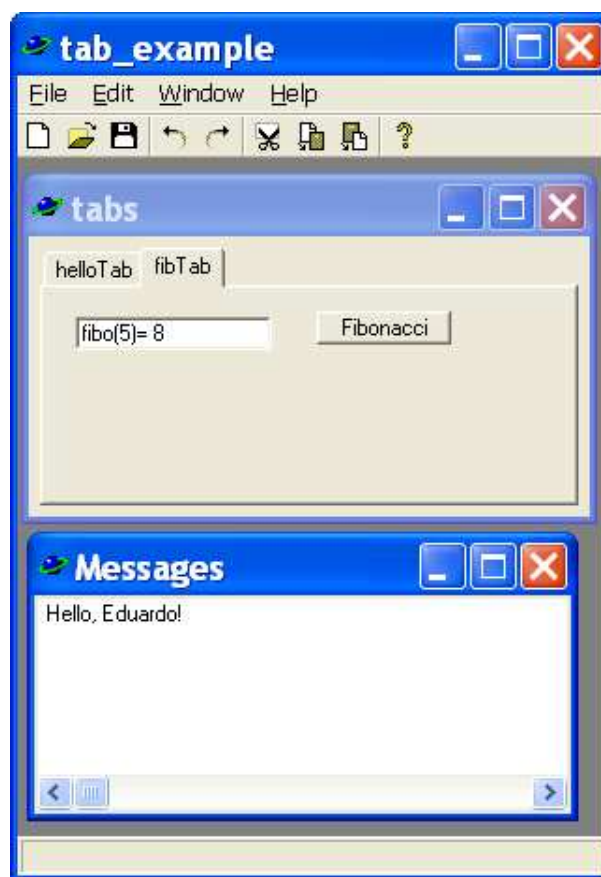 tab_example
File Edit Window Help
tabs
helloTab fibTab
fibo(5)= 8 Fibonacci
Messages
Hello, Eduardo!